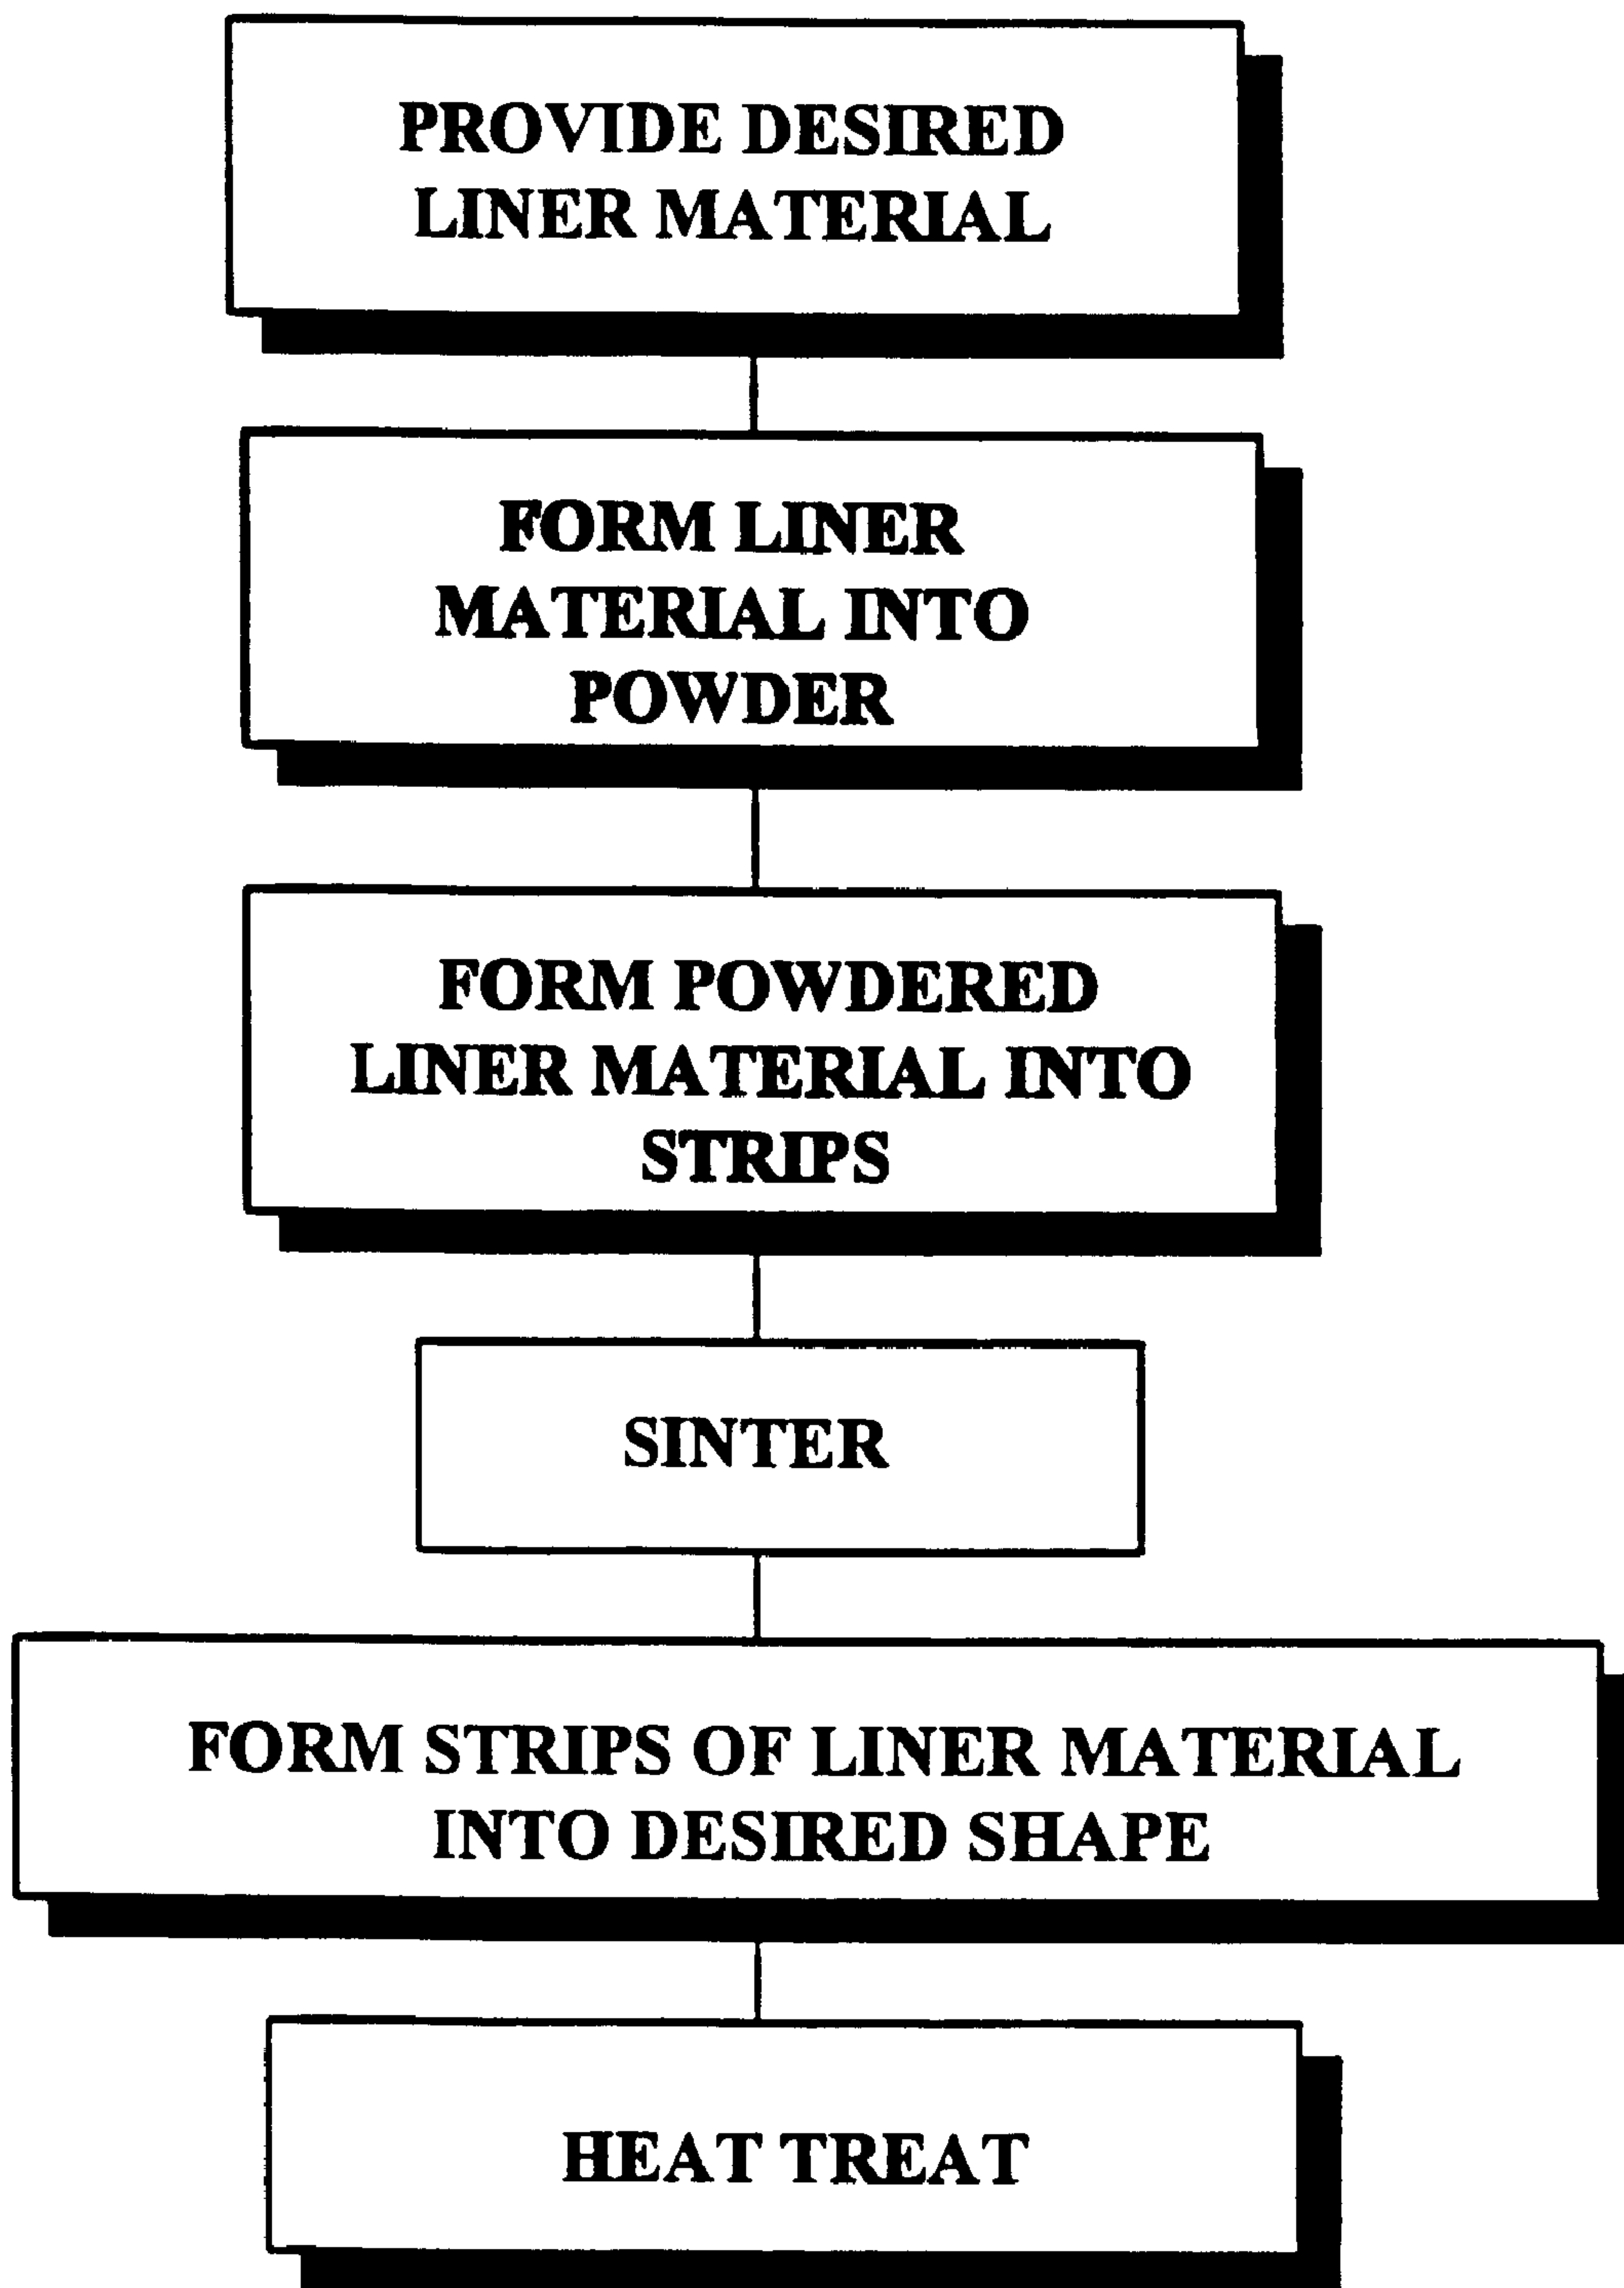 PROVIDE DESIRED
LINER MATERIAL
FORM LINER
MATERIAL INTO
POWDER
FORM POWDERED
LINER MATERIAL INTO
STRIPS
SINTER
FORM STRIPS OF LINER MATERIAL
INTO DESIRED SHAPE
HEAT TREAT